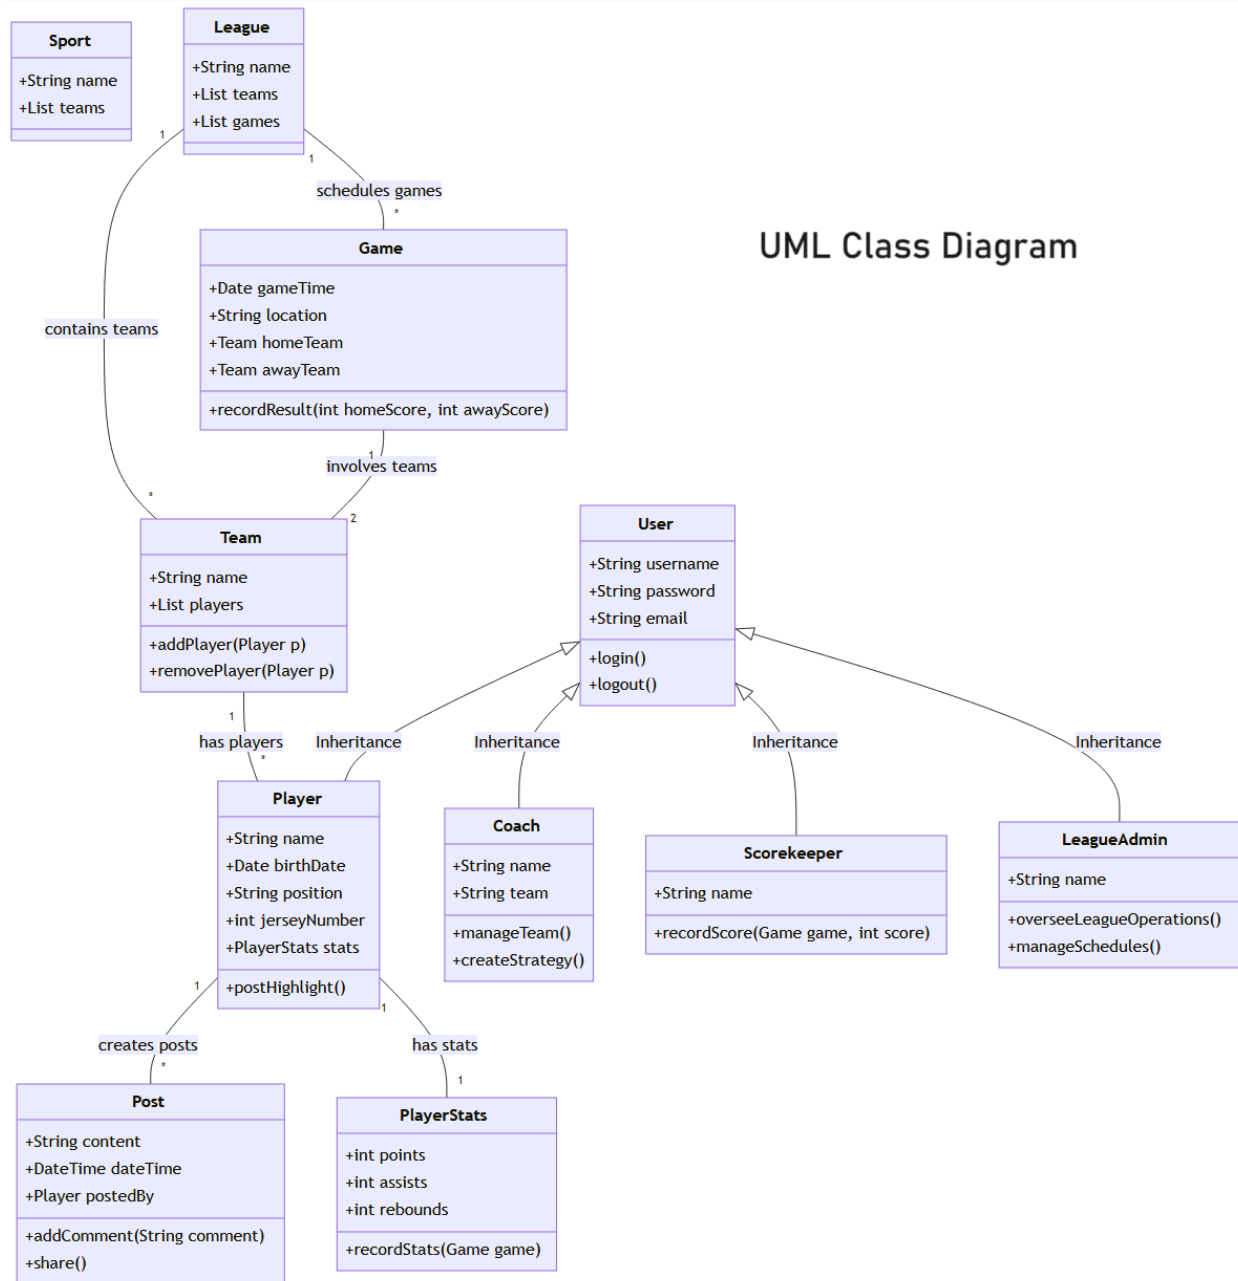 Sport
+String name
+List teams
League
+String name
+List teams
+List games
1
1
schedules games
*
UML Class Diagram
Game
+Date gameTime
+String location
+Team homeTeam
+Team awayTeam
+recordResult(int homeScore, int awayScore)
contains teams
1
involves teams
*
2
Team
+String name
+List players
+addPlayer(Player p)
+removePlayer(Player p)
User
+String username
+String password
+String email
+login()
+logout()
1
has players
*
Inheritance
Inheritance
Inheritance
Inheritance
Player
+String name
+Date birthDate
+String position
+int jerseyNumber
+PlayerStats stats
+postHighlight()
Coach
+String name
+String team
+manageTeam()
+createStrategy()
Scorekeeper
+String name
+recordScore(Game game, int score)
LeagueAdmin
+String name
+overseeLeagueOperations()
+manageSchedules()
1
1
creates posts
has stats
*
1
Post
+String content
+DateTime dateTime
+Player postedBy
+addComment(String comment)
+share()
PlayerStats
+int points
+int assists
+int rebounds
+recordStats(Game game)